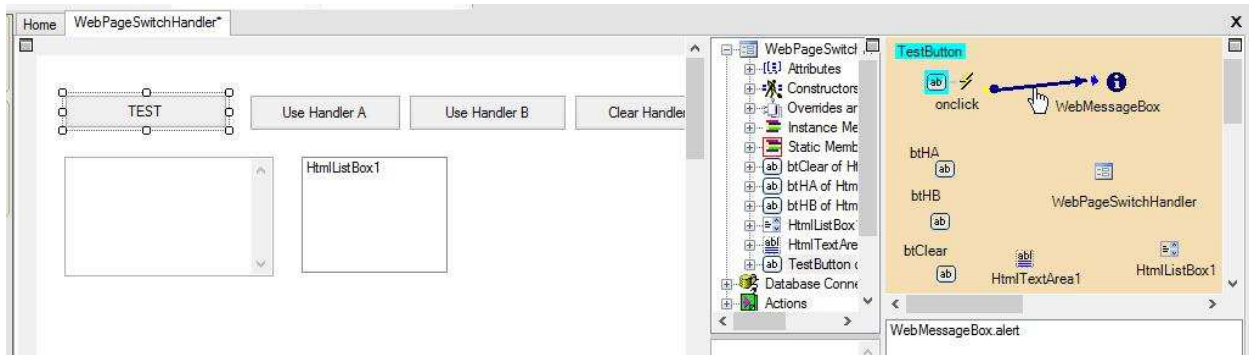 Home
WebPageSwitchHandler*
X
TEST
Use Handler A
Use Handler B
Clear Handler
HtmlListBox1
WebPageSwitch
Attributes
Constructors
Overrides ar
Instance Me
Static Memb
btClear of Ht
btHA of Htm
btHB of Htm
HtmlListBox
HtmlTextAre
TestButton
Database Conne
Actions
TestButton
onclick
WebMessageBox
btHA
btHB
WebPageSwitchHandler
btClear
HtmlTextArea1
HtmlListBox1
WebMessageBox.alert